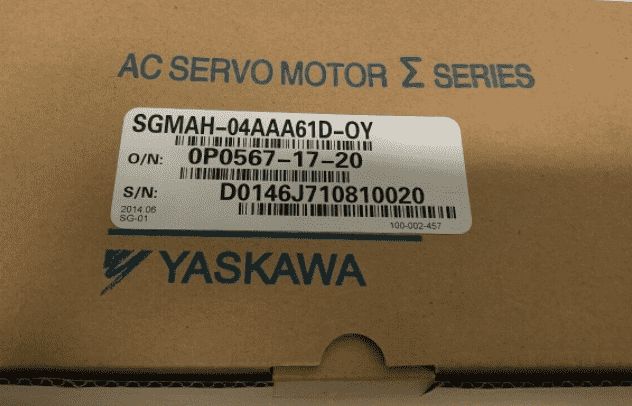 AC SERVO MOTOR Σ SERIES
SGMAH-04AAA61D-OY
O/N: 0P0567-17-20
S/N: D0146J710810020
2014.06
SG-01
100-002-457
YASKAWA